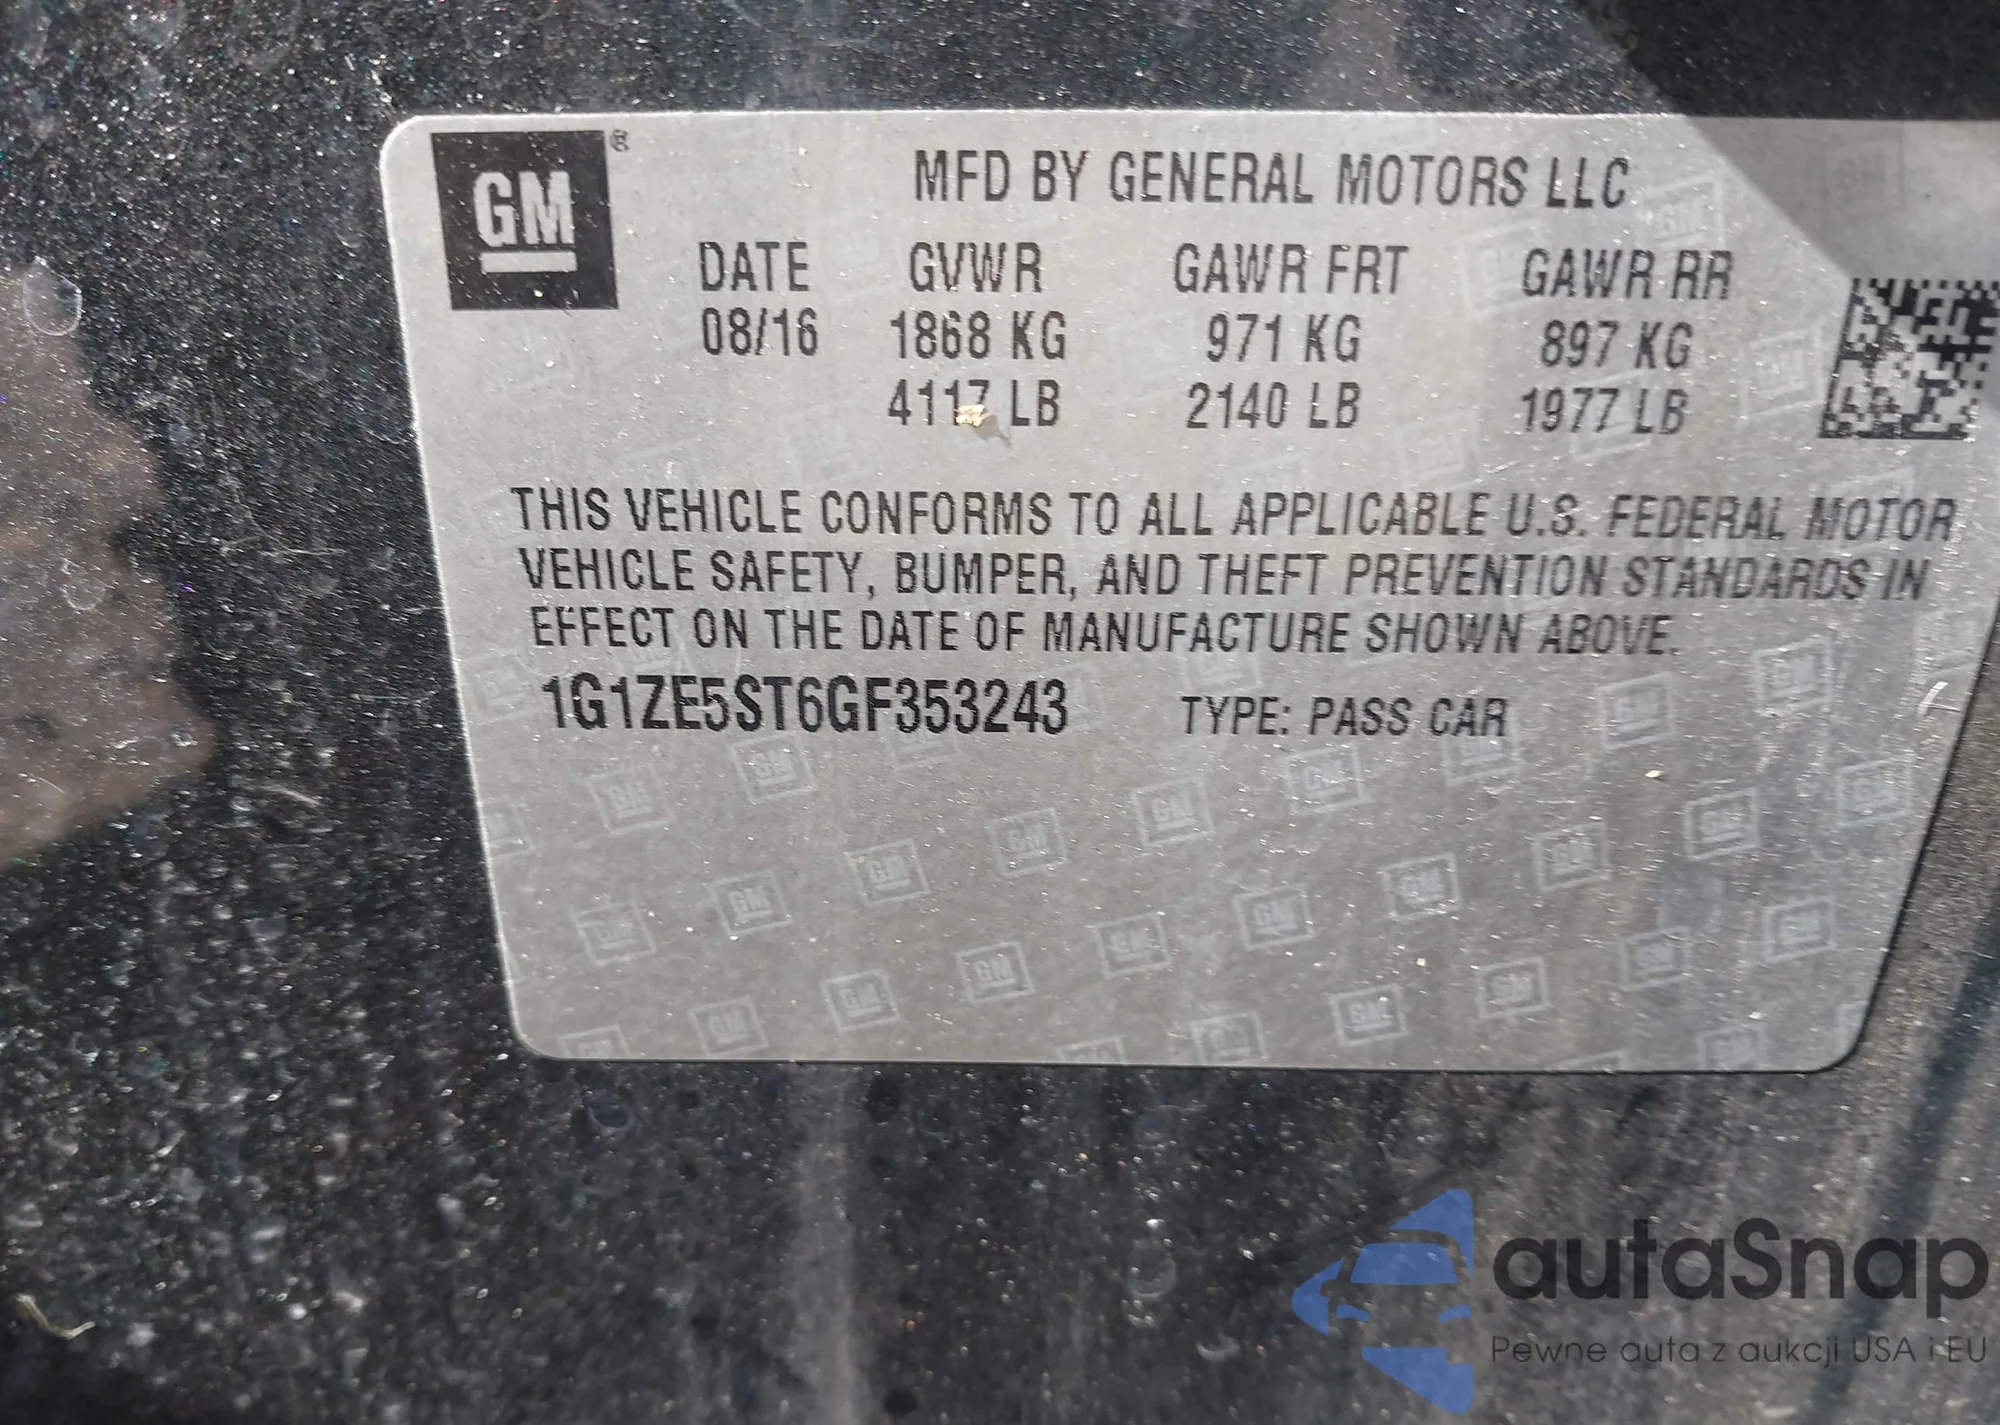 GM®
MFD BY GENERAL MOTORS LLC
DATE GVWR GAWR FRT GAWR RR
08/16 1868 KG 971 KG 897 KG
4117 LB 2140 LB 1977 LB
THIS VEHICLE CONFORMS TO ALL APPLICABLE U.S. FEDERAL MOTOR
VEHICLE SAFETY, BUMPER, AND THEFT PREVENTION STANDARDS IN
EFFECT ON THE DATE OF MANUFACTURE SHOWN ABOVE.
1G1ZE5ST6GF353243 TYPE: PASS CAR
autaSnap
Pewne auta z aukcji USA i EU